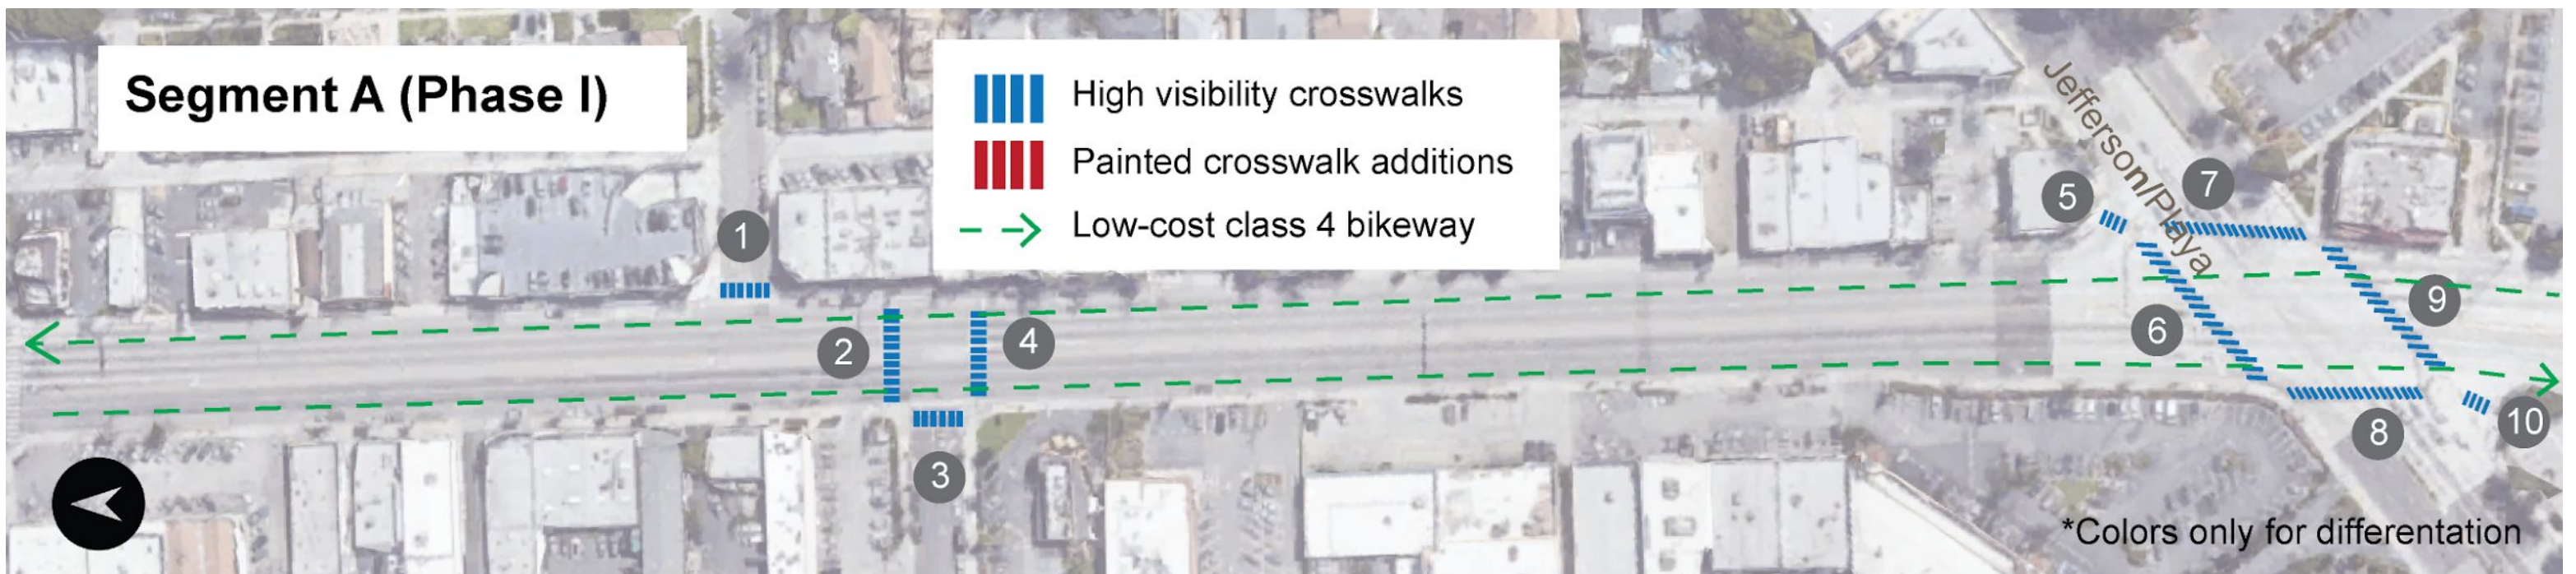 Segment A (Phase I)
High visibility crosswalks
Painted crosswalk additions
Low-cost class 4 bikeway
Jefferson/Playa
1
2
3
4
5
6
7
8
9
10
*Colors only for differentation